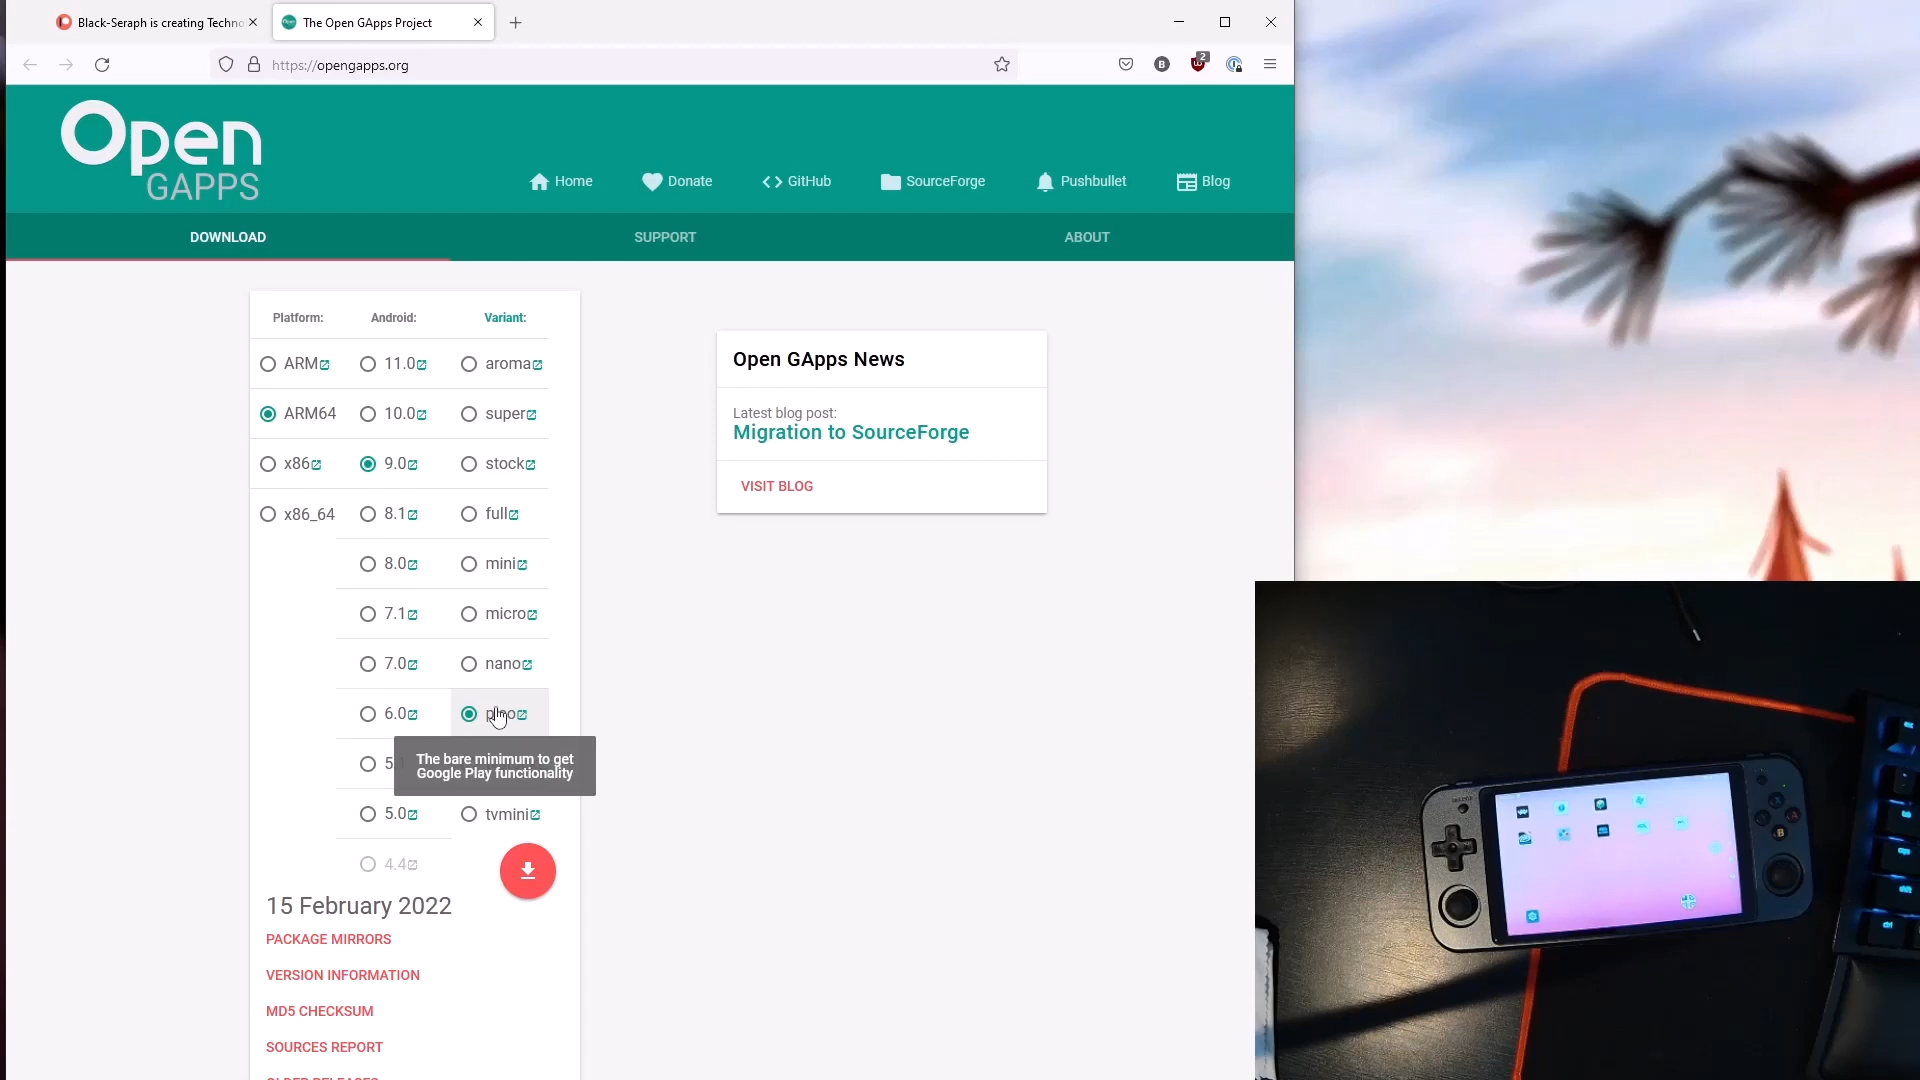 Black-Seraph is creating Techno
The Open GApps Project
https://opengapps.org
2
Open
GAPPS
Home
Donate
GitHub
SourceForge
Pushbullet
Blog
DOWNLOAD
SUPPORT
ABOUT
Platform:
Android:
Variant:
ARM
11.0
aroma
ARM64
10.0
super
x86
9.0
stock
x86_64
8.1
full
8.0
mini
7.1
micro
7.0
nano
6.0
The bare minimum to get
Google Play functionality
5.0
tvmini
4.4
15 February 2022
PACKAGE MIRRORS
VERSION INFORMATION
MD5 CHECKSUM
SOURCES REPORT
OLDER RELEASES
Open GApps News
Latest blog post:
Migration to SourceForge
VISIT BLOG